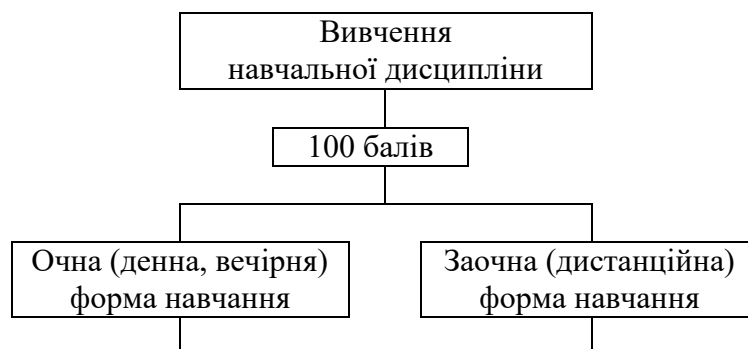 Вивчення
навчальної дисципліни
100 балів
Очна (денна, вечірня)
форма навчання
Заочна (дистанційна)
форма навчання